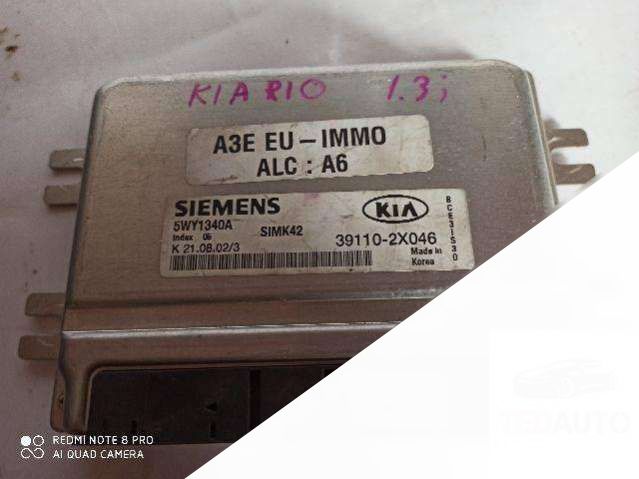 KIA RIO 1.3i
A3E EU-IMMO
ALC : A6
SIEMENS
KIA
5WY1340A
Index 06
SIMK42
K 21.08.02/3
39110-2X046
Made in
Korea
BCE3IS30
REDMI NOTE 8 PRO
AI QUAD CAMERA
TEDAUTO